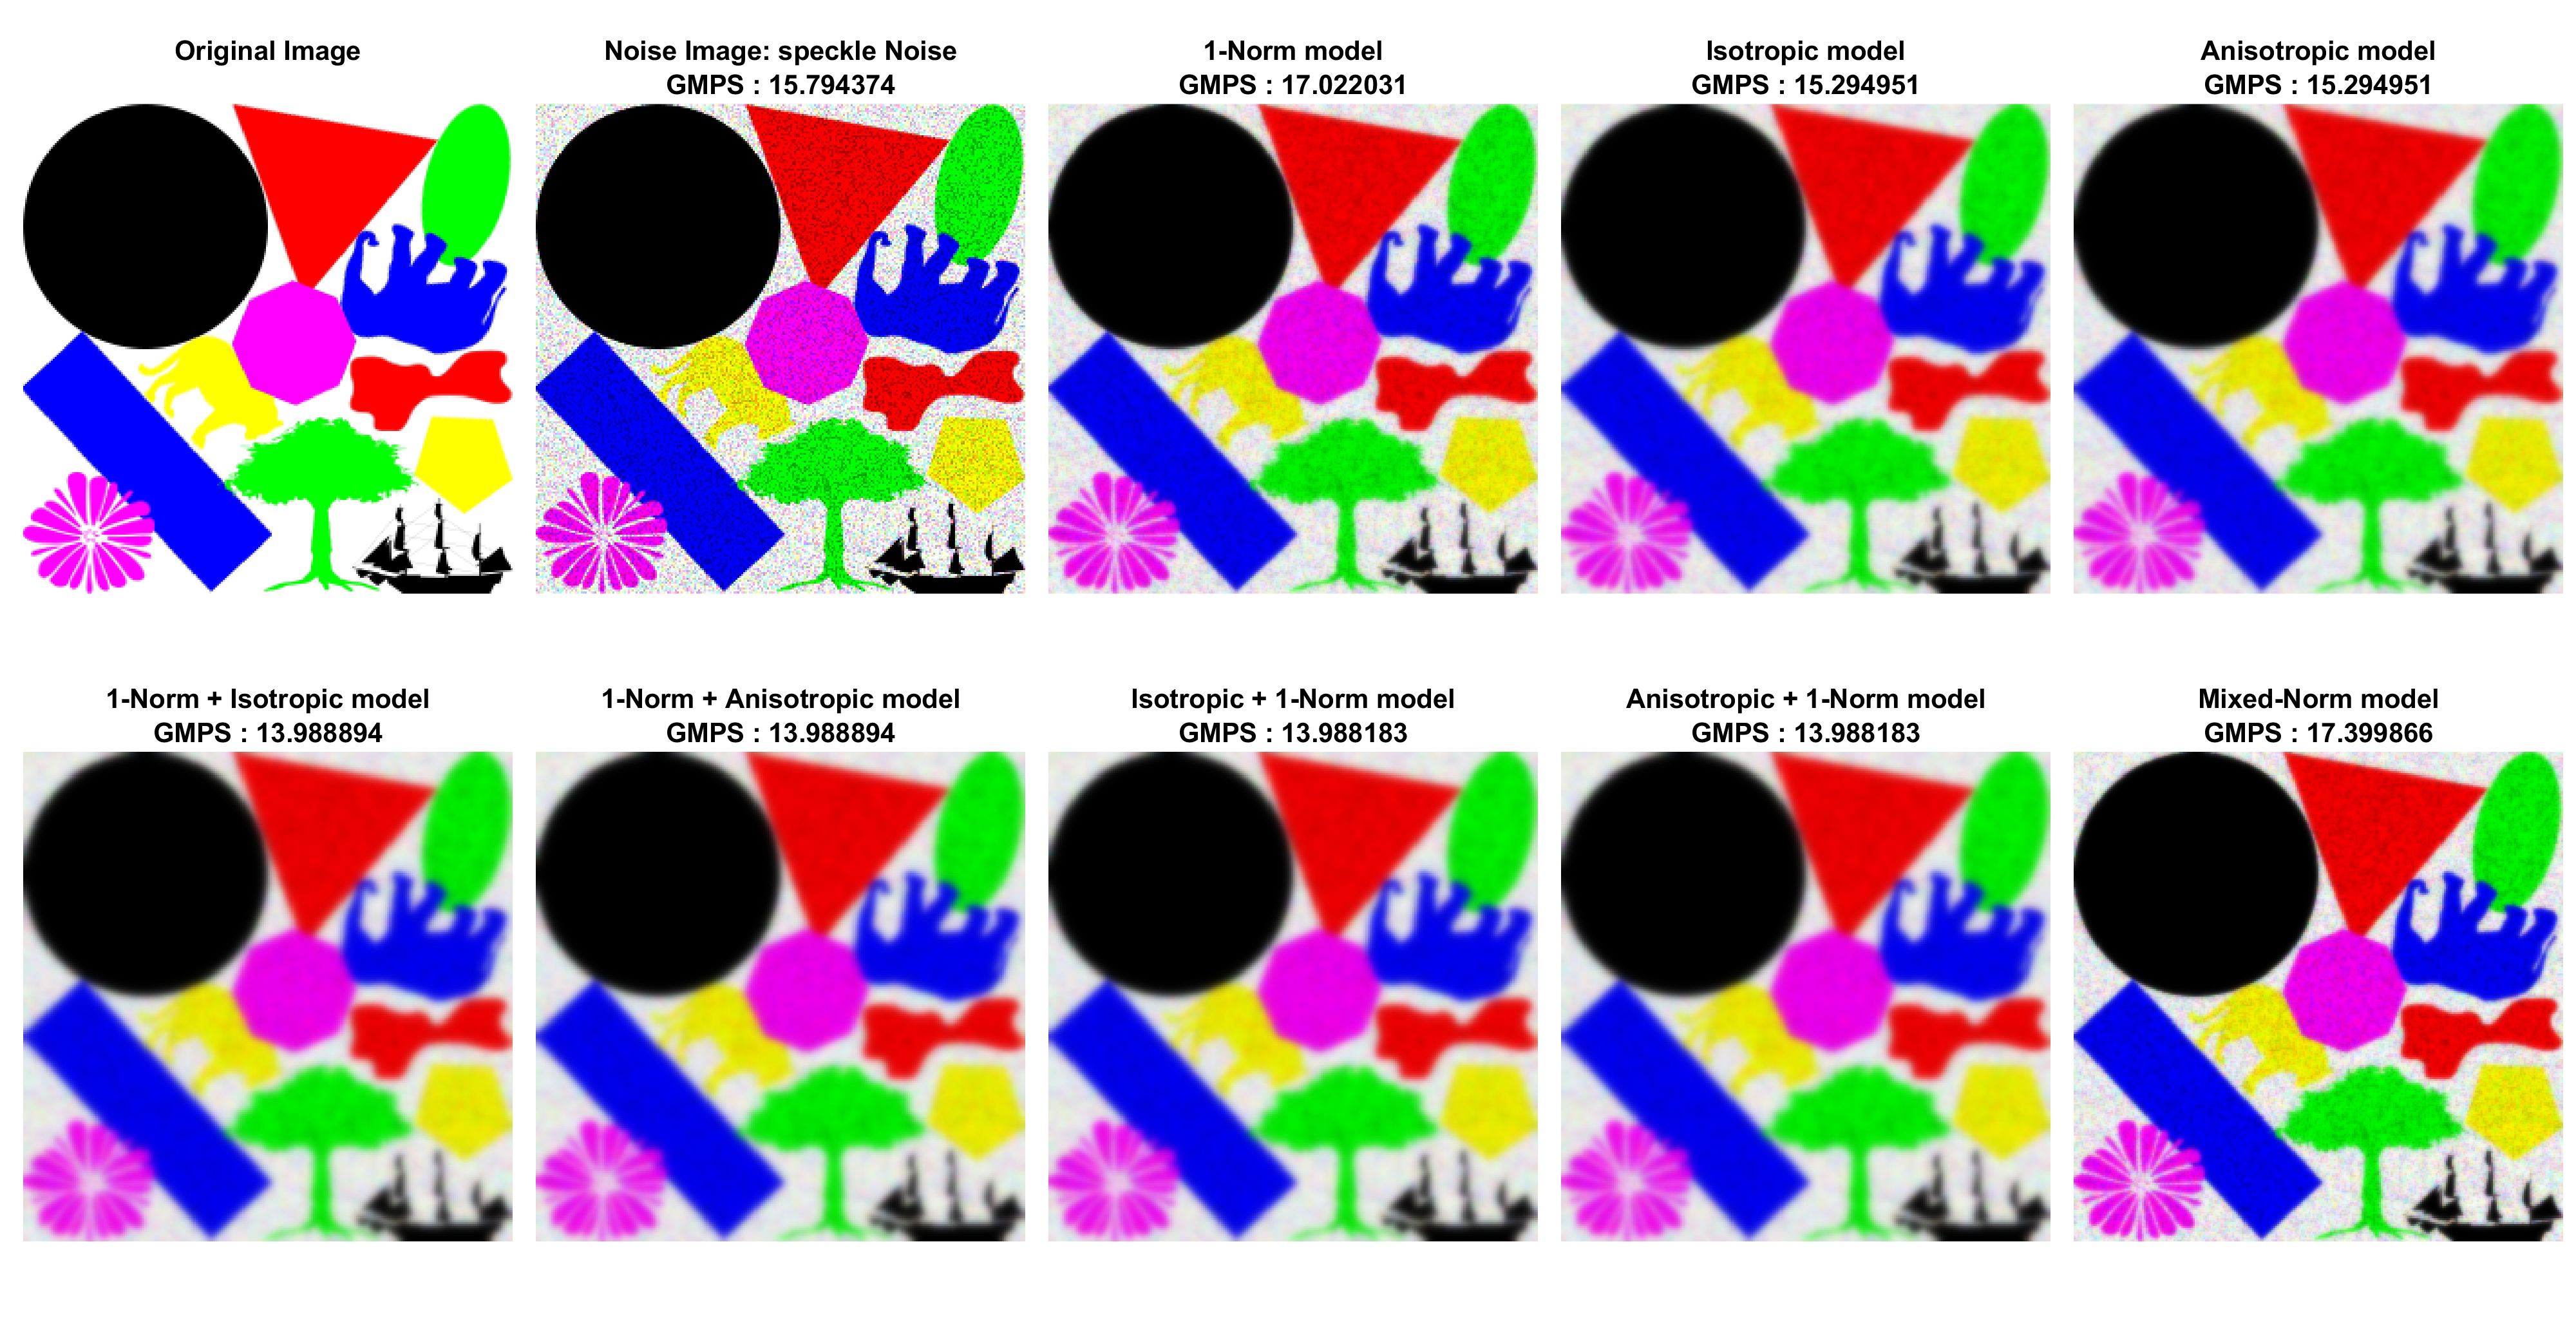 Original Image
Noise Image: speckle Noise
GMPS : 15.794374
1-Norm model
GMPS : 17.022031
Isotropic model
GMPS : 15.294951
Anisotropic model
GMPS : 15.294951
1-Norm + Isotropic model
GMPS : 13.988894
1-Norm + Anisotropic model
GMPS : 13.988894
Isotropic + 1-Norm model
GMPS : 13.988183
Anisotropic + 1-Norm model
GMPS : 13.988183
Mixed-Norm model
GMPS : 17.399866